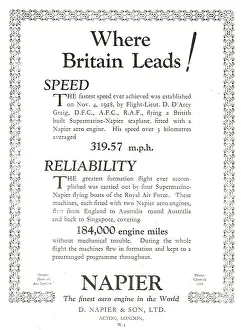 Where
Britain Leads!
SPEED
THE fastest speed ever achieved was established
on Nov. 4, 1928, by Flight-Lieut. D. D'Arcy
Greig, D.F.C., A.F.C., R.A.F., flying a British
built Supermarine-Napier seaplane, fitted with a
Napier aero engine. His speed over 3 kilometres
averaged
319.57 m.p.h.
RELIABILITY
THE greatest formation flight ever accom-
plished was carried out by four Supermarine-
Napier flying boats of the Royal Air Force. These
machines, each fitted with two Napier aero engines,
flew from England to Australia round Australia
and back to Singapore, covering
184,000 engine miles
without mechanical trouble. During the whole
flight the machines flew in formation and kept to a
prearranged programme throughout.
NAPIER
The finest aero engine in the World
D. NAPIER & SON, LTD.
ACTON, LONDON,
W.3